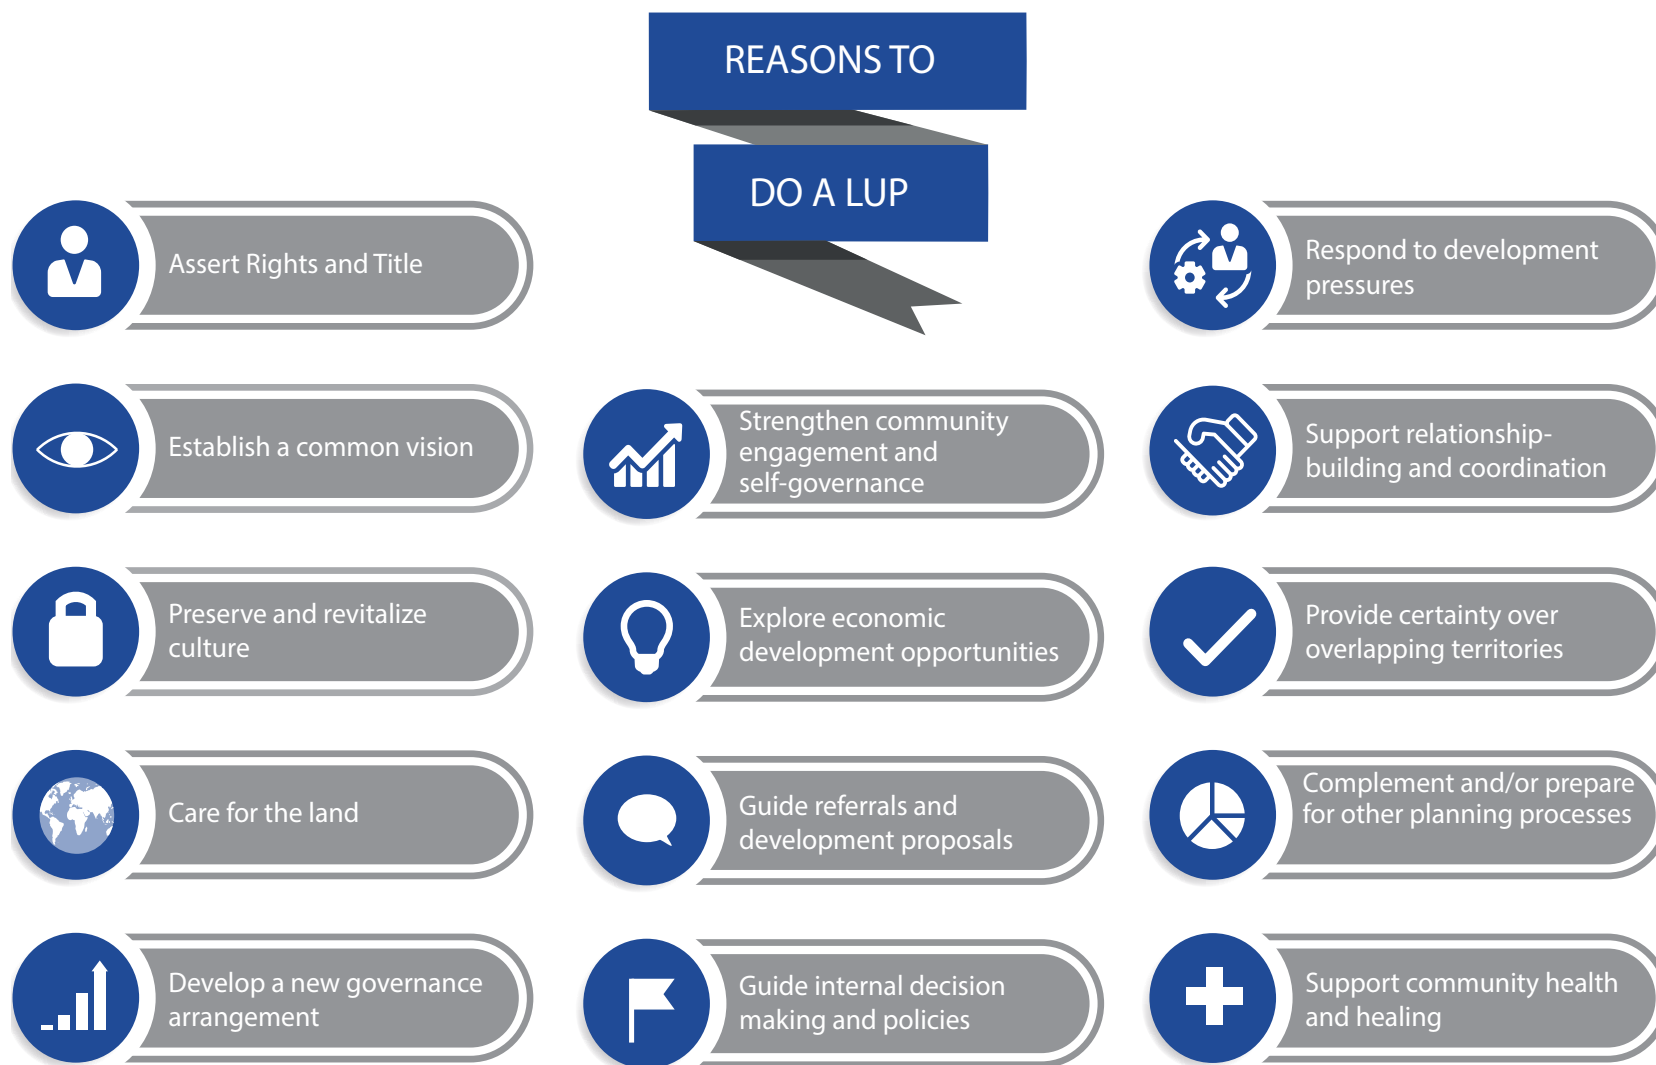 REASONS TO
DO A LUP
Assert Rights and Title
Establish a common vision
Preserve and revitalize
culture
Care for the land
Develop a new governance
arrangement
Strengthen community
engagement and
self-governance
Explore economic
development opportunities
Guide referrals and
development proposals
Guide internal decision
making and policies
Respond to development
pressures
Support relationship-
building and coordination
Provide certainty over
overlapping territories
Complement and/or prepare
for other planning processes
Support community health
and healing